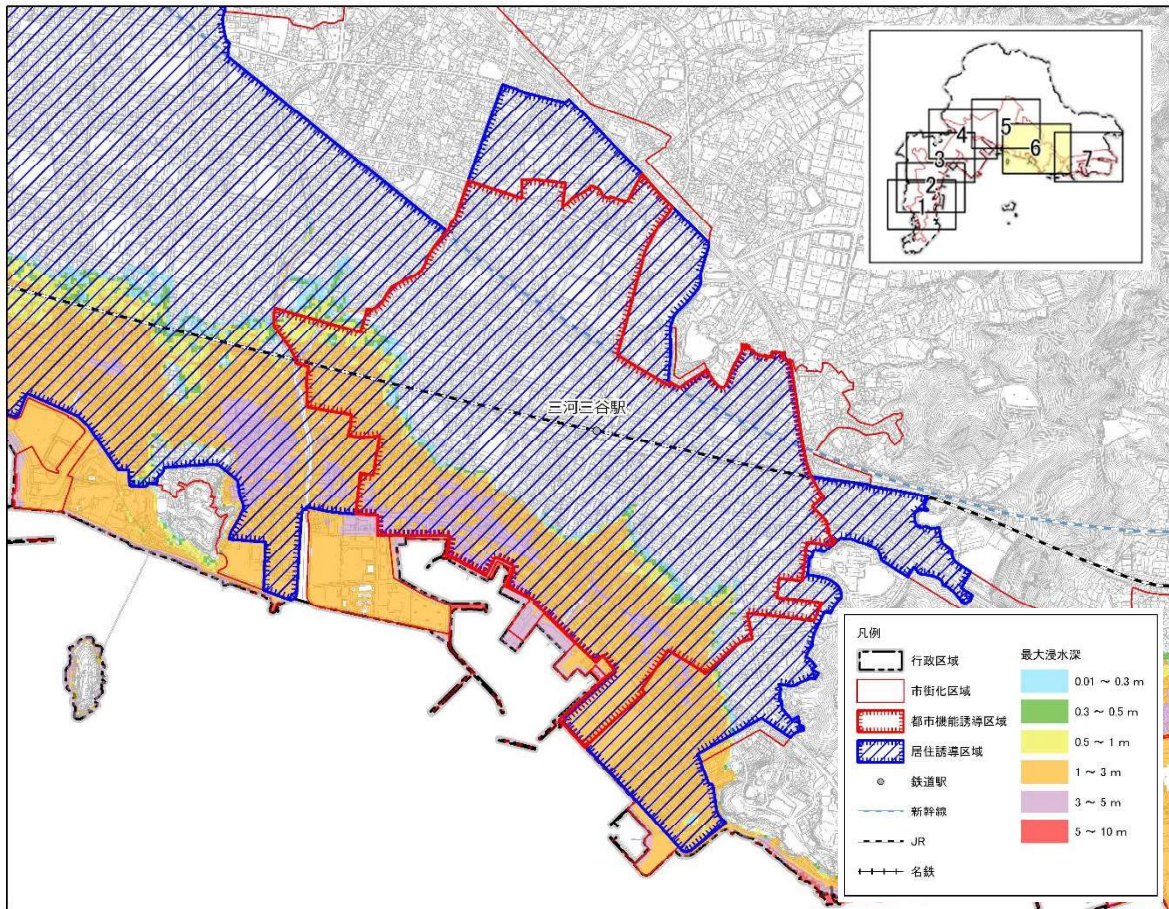 5
4
6
3
7
2
1
三河三谷駅
凡例
行政区域
市街化区域
都市機能誘導区域
居住誘導区域
鉄道駅
新幹線
JR
名鉄
最大浸水深
0.01 ～ 0.3 m
0.3 ～ 0.5 m
0.5 ～ 1 m
1 ～ 3 m
3 ～ 5 m
5 ～ 10 m